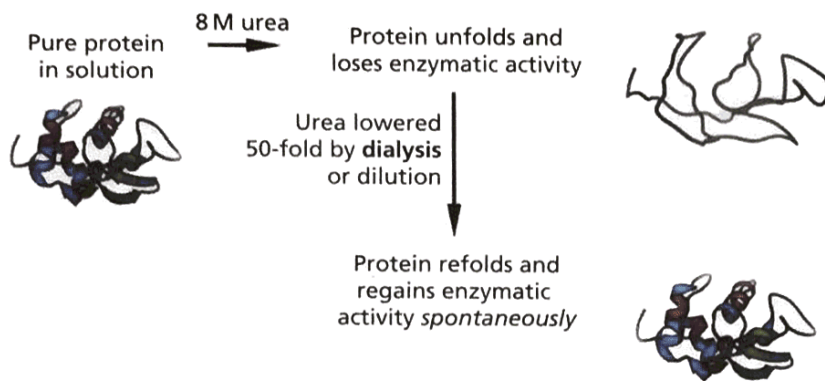 Pure protein
in solution
8 M urea
Protein unfolds and
loses enzymatic activity
Urea lowered
50-fold by dialysis
or dilution
Protein refolds and
regains enzymatic
activity spontaneously